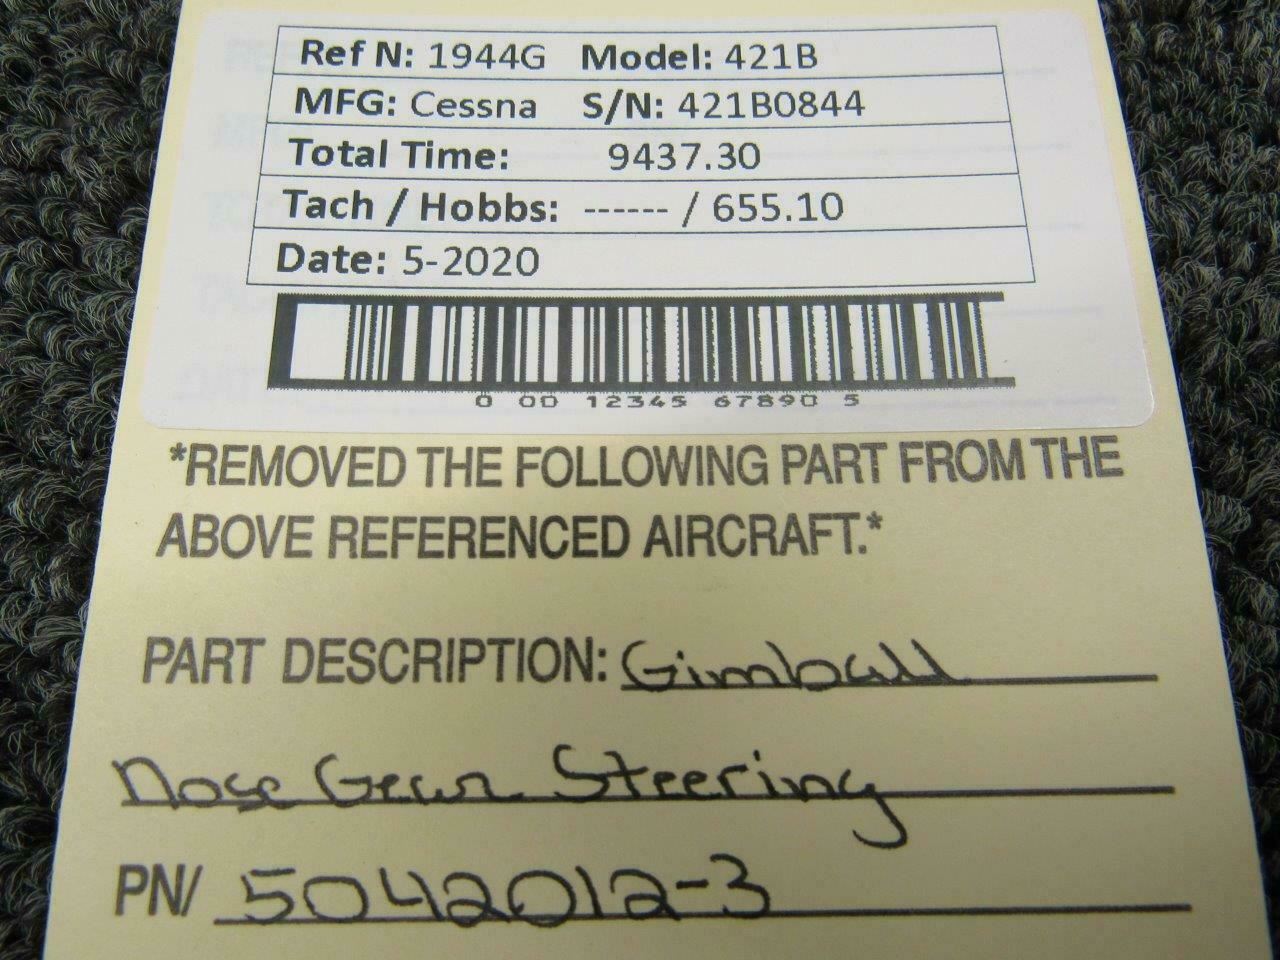 Ref N: 1944G Model: 421B
MFG: Cessna S/N: 421B0844
Total Time: 9437.30
Tach / Hobbs: ------ / 655.10
Date: 5-2020
0 00 12345 67890 5
*REMOVED THE FOLLOWING PART FROM THE
ABOVE REFERENCED AIRCRAFT.*
PART DESCRIPTION: Gimball
Nose Gear Steering
PN/ 5042012-3